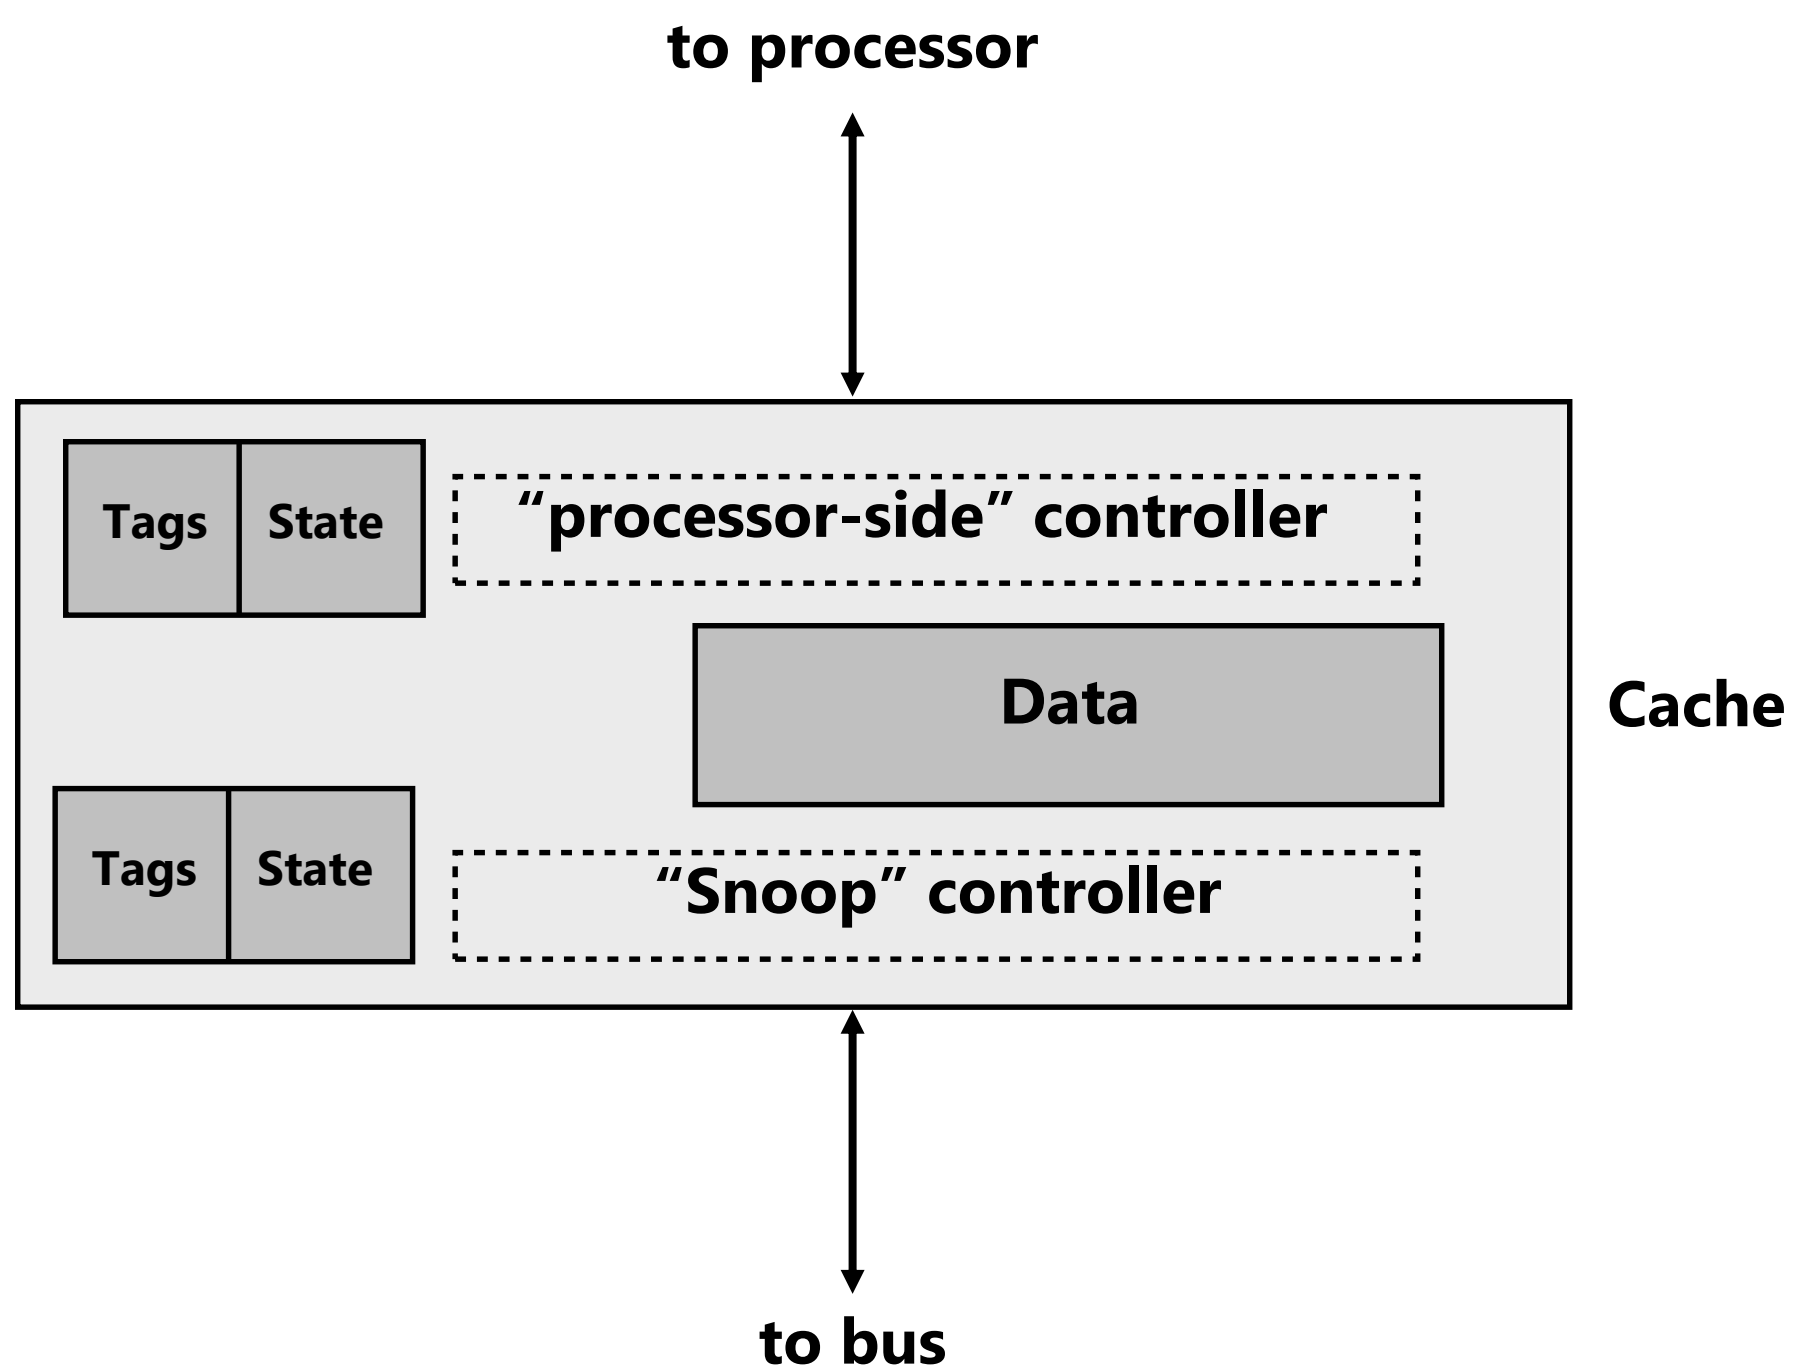 to processor
Tags
State
“processor-side” controller
Data
Cache
Tags
State
“Snoop” controller
to bus